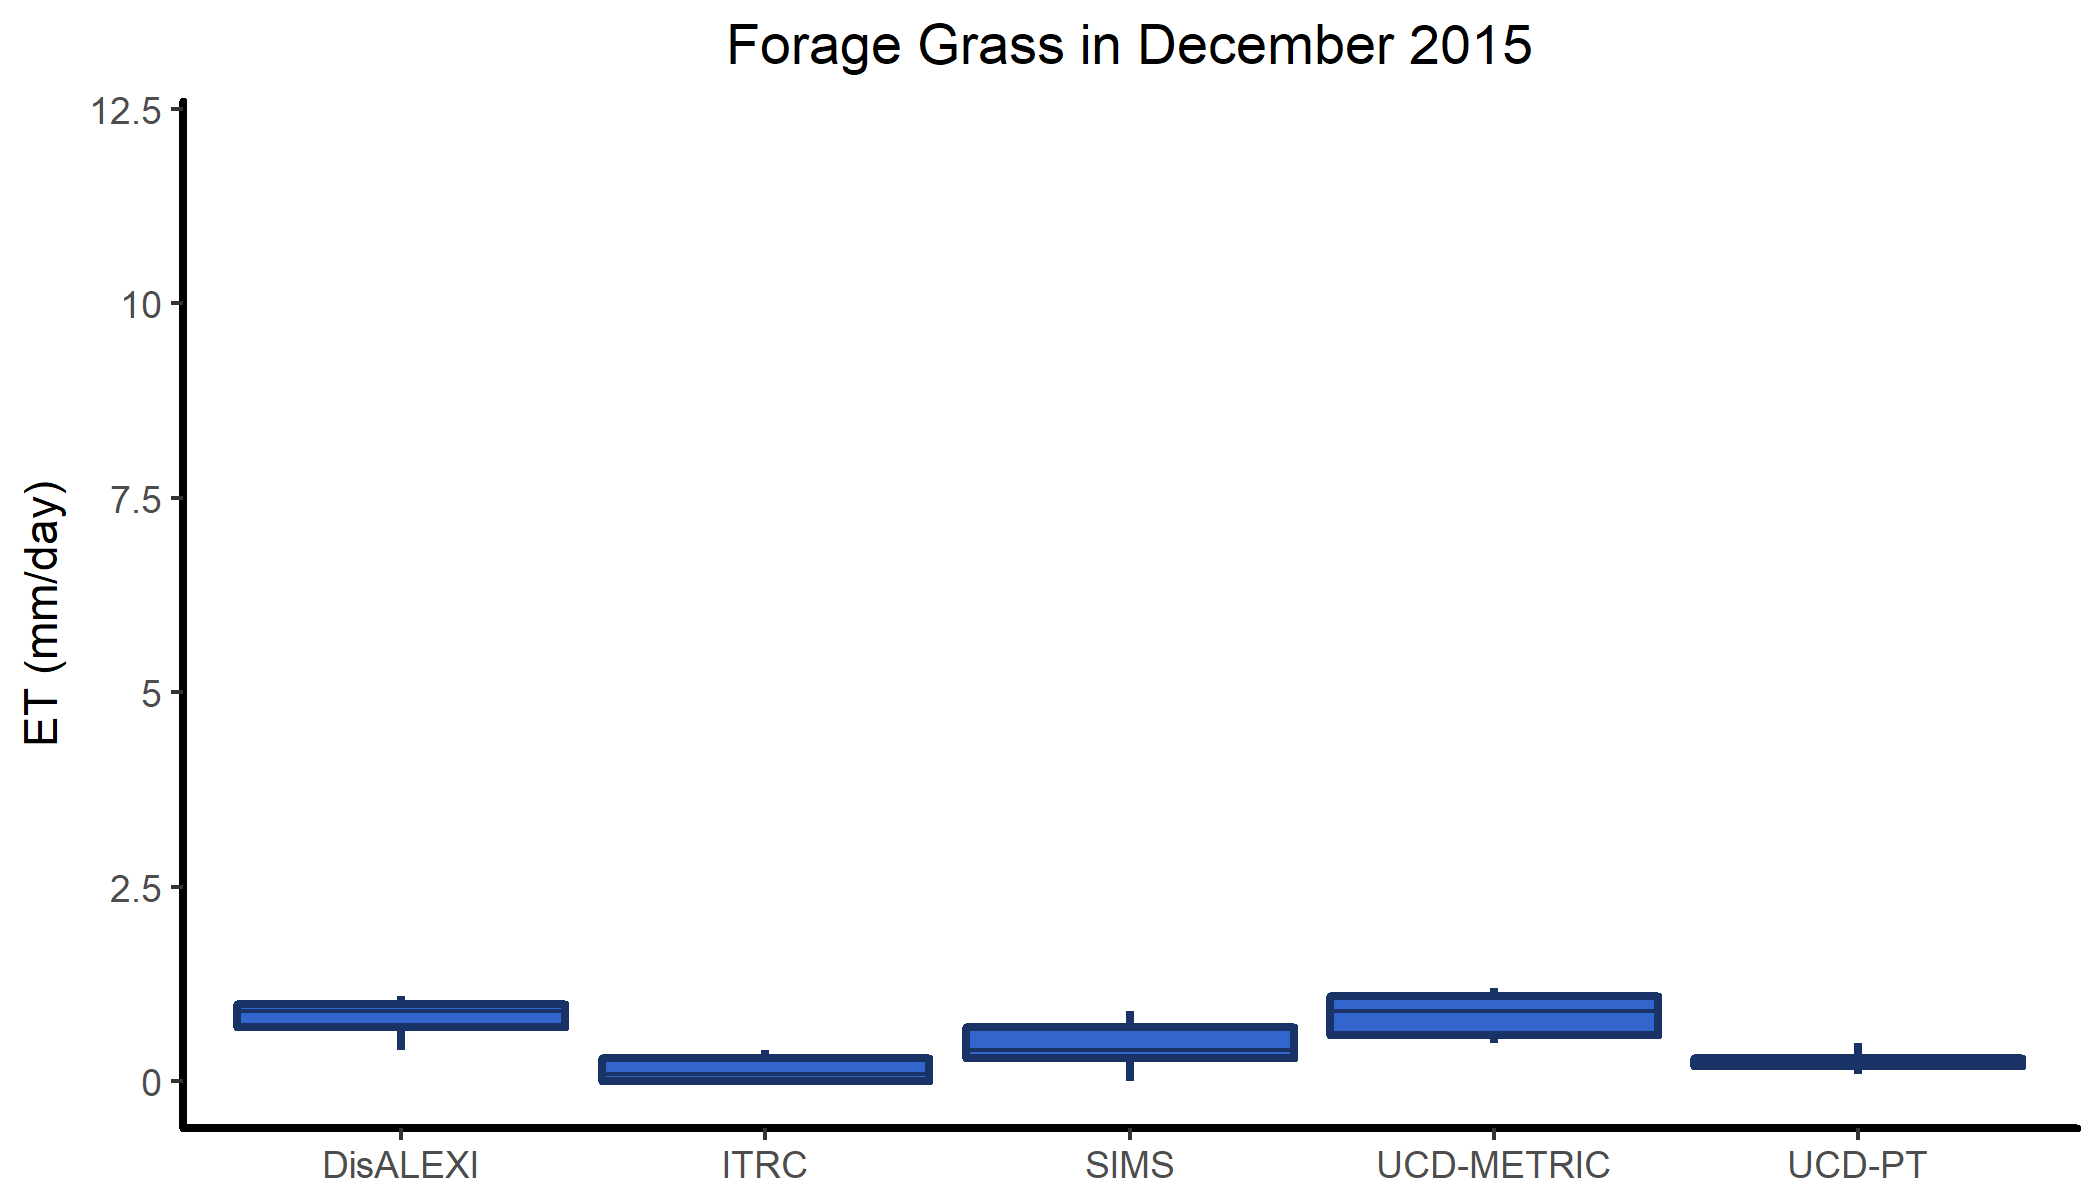 Forage Grass in December 2015
ET (mm/day)
12.5
10
7.5
5
2.5
0
DisALEXI ITRC SIMS UCD-METRIC UCD-PT